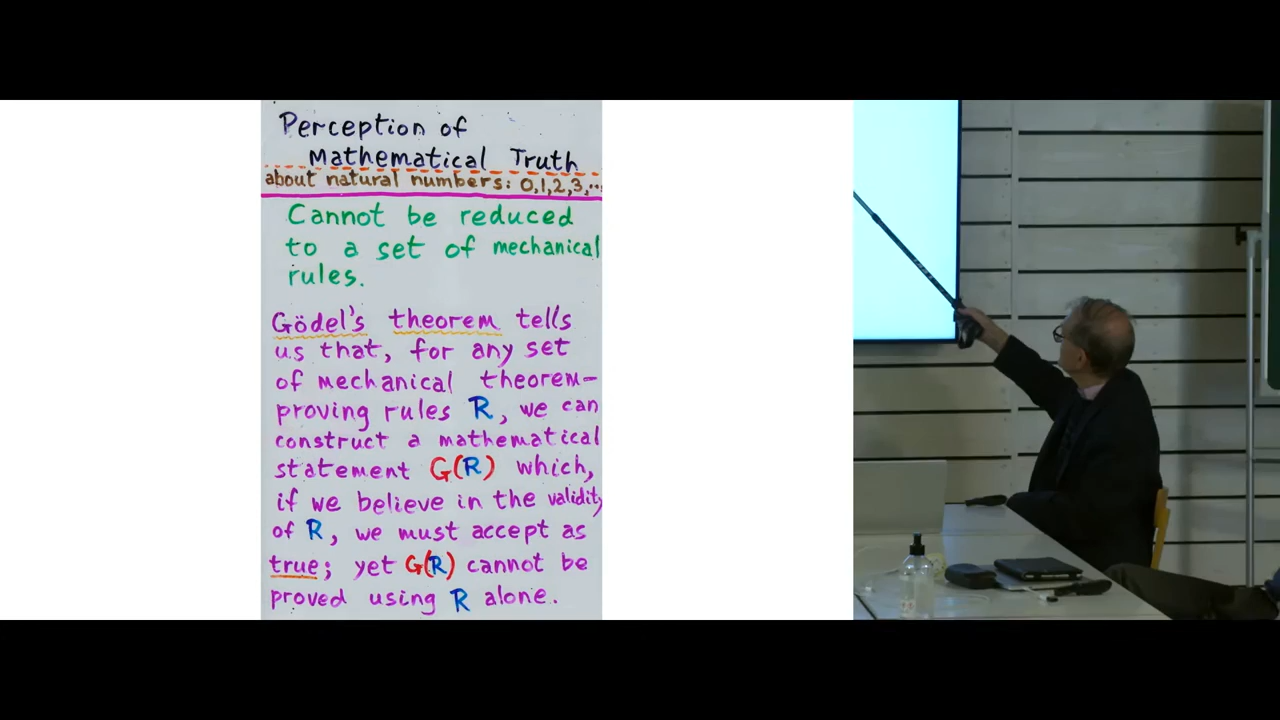 Perception of
Mathematical Truth
about natural numbers: 0,1,2,3,...
Cannot be reduced
to a set of mechanical
rules.
Gödel's theorem tells
us that, for any set
of mechanical theorem-
proving rules R, we can
construct a mathematical
statement G(R) which,
if we believe in the validity
of R, we must accept as
true; yet G(R) cannot be
proved using R alone.